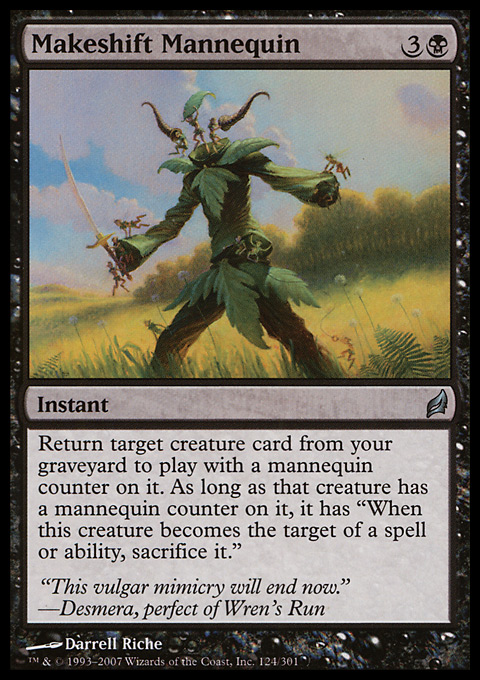 Makeshift Mannequin 3
Instant
Return target creature card from your
graveyard to play with a mannequin
counter on it. As long as that creature has
a mannequin counter on it, it has “When
this creature becomes the target of a spell
or ability, sacrifice it.”
“This vulgar mimicry will end now.”
—Desmera, perfect of Wren’s Run
Darrell Riche
™ & © 1993–2007 Wizards of the Coast, Inc. 124/301